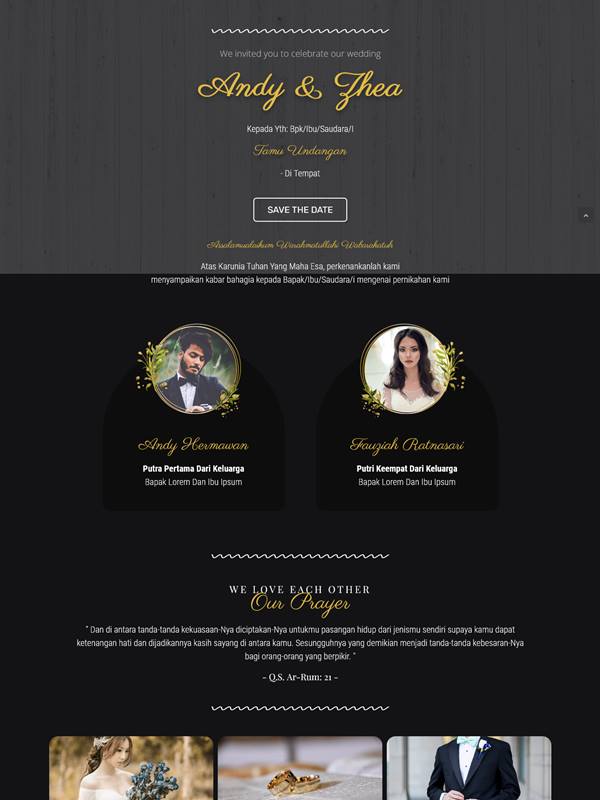 We invited you to celebrate our wedding
Andy & Zhea
Kepada Yth: Bpk/Ibu/Saudara/I
Tamu Undangan
- Di Tempat
SAVE THE DATE
Assalamualaikum Warahmatullahi Wabarakatuh
Atas Karunia Tuhan Yang Maha Esa, perkenankanlah kami
menyampaikan kabar bahagia kepada Bapak/Ibu/Saudara/i mengenai pernikahan kami
Andy Hermawan
Putra Pertama Dari Keluarga
Bapak Lorem Dan Ibu Ipsum
Fauziah Ratnasari
Putri Keempat Dari Keluarga
Bapak Lorem Dan Ibu Ipsum
WE LOVE EACH OTHER
Our Prayer
" Dan di antara tanda-tanda kekuasaan-Nya diciptakan-Nya untukmu pasangan hidup dari jenismu sendiri supaya kamu dapat
ketenangan hati dan dijadikannya kasih sayang di antara kamu. Sesungguhnya yang demikian menjadi tanda-tanda kebesaran-Nya
bagi orang-orang yang berpikir. "
- Q.S. Ar-Rum: 21 -